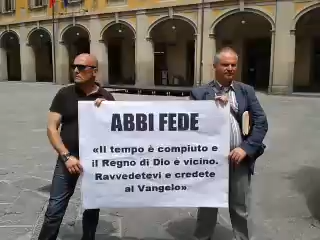 ABBI FEDE
«Il tempo è compiuto e
il Regno di Dio è vicino.
Ravvedetevi e credete
al Vangelo»